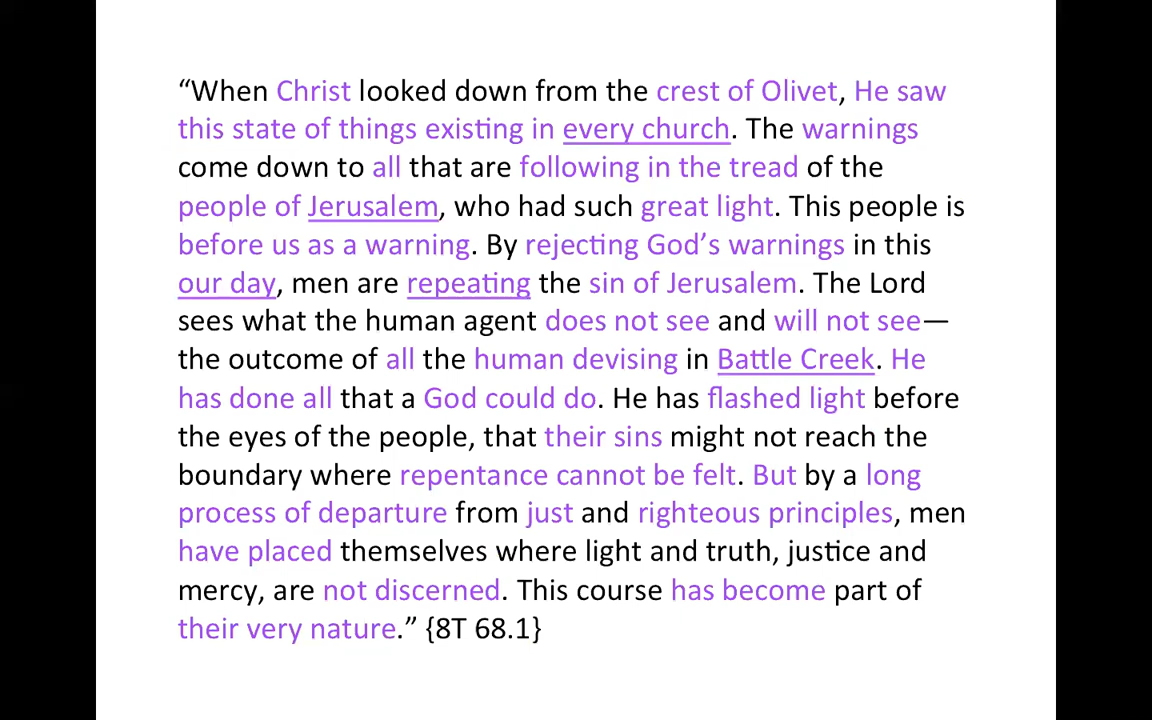 “When Christ looked down from the crest of Olivet, He saw
this state of things existing in every church. The warnings
come down to all that are following in the tread of the
people of Jerusalem, who had such great light. This people is
before us as a warning. By rejecting God’s warnings in this
our day, men are repeating the sin of Jerusalem. The Lord
sees what the human agent does not see and will not see—
the outcome of all the human devising in Battle Creek. He
has done all that a God could do. He has flashed light before
the eyes of the people, that their sins might not reach the
boundary where repentance cannot be felt. But by a long
process of departure from just and righteous principles, men
have placed themselves where light and truth, justice and
mercy, are not discerned. This course has become part of
their very nature.” {8T 68.1}